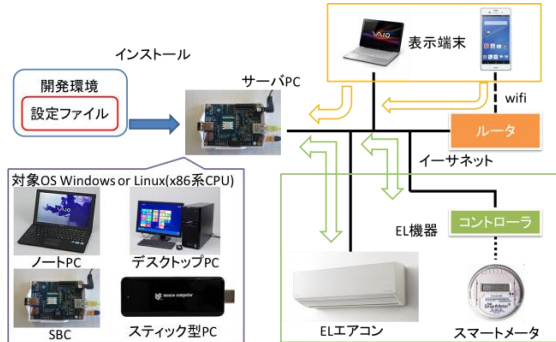 インストール
開発環境
設定ファイル
サーバPC
表示端末
wifi
ルータ
イーサネット
対象OS Windows or Linux(x86系CPU)
ノートPC
デスクトップPC
SBC
スティック型PC
EL機器
コントローラ
ELエアコン
スマートメータ
VAIO
mouse computer